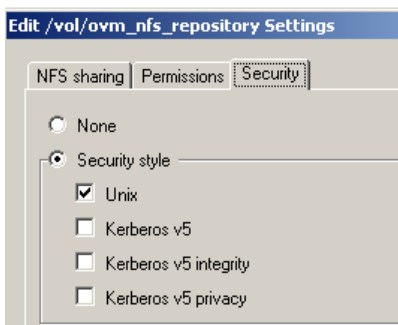 Edit /vol/ovm_nfs_repository Settings
NFS sharing Permissions Security
None
Security style
Unix
Kerberos v5
Kerberos v5 integrity
Kerberos v5 privacy